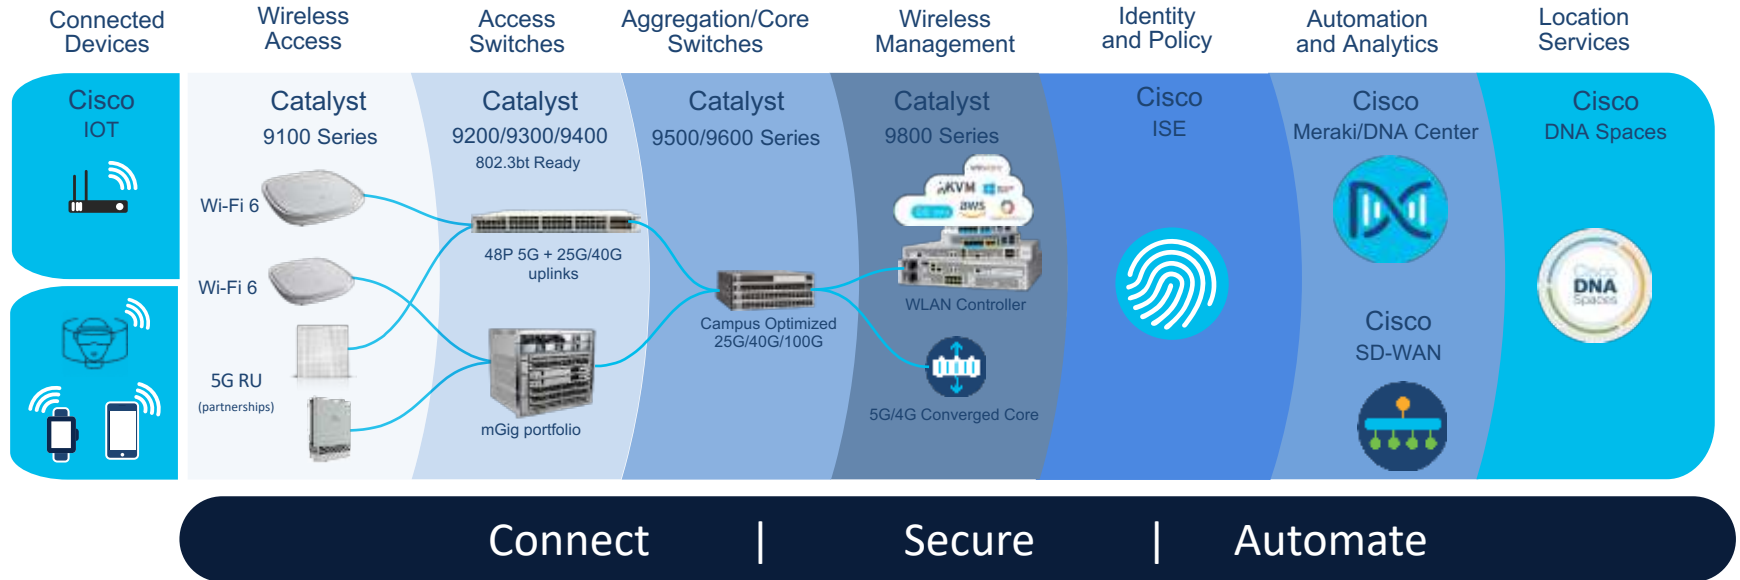 Connected
Devices
Wireless
Access
Access
Switches
Aggregation/Core
Switches
Wireless
Management
Identity
and Policy
Automation
and Analytics
Location
Services
Cisco
IOT
Catalyst
9100 Series
Wi-Fi 6
Wi-Fi 6
5G RU
(partnerships)
Catalyst
9200/9300/9400
802.3bt Ready
48P 5G + 25G/40G
uplinks
mGig portfolio
Catalyst
9500/9600 Series
Campus Optimized
25G/40G/100G
Catalyst
9800 Series
vmware
KVM
aws
WLAN Controller
5G/4G Converged Core
Cisco
ISE
Cisco
Meraki/DNA Center
Cisco
SD-WAN
Cisco
DNA Spaces
Cisco
DNA
Spaces
Connect | Secure | Automate